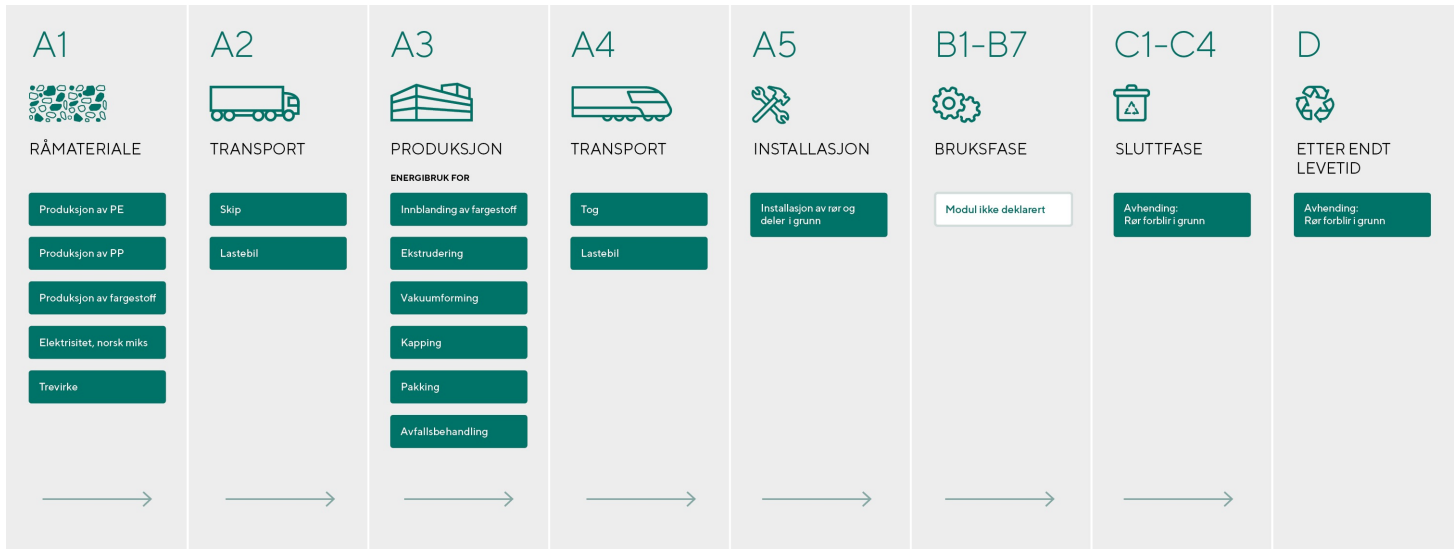 A1
RÅMATERIALE
Produksjon av PE
Produksjon av PP
Produksjon av fargestoff
Elektrisitet, norsk miks
Trevirke
A2
TRANSPORT
Skip
Lastebil
A3
PRODUKSJON
ENERGIBRUK FOR
Innblanding av fargestoff
Ekstrudering
Vakuumforming
Kapping
Pakking
Avfallsbehandling
A4
TRANSPORT
Tog
Lastebil
A5
INSTALLASJON
Installasjon av rør og
deler i grunn
B1-B7
BRUKSFASE
Modul ikke deklarert
C1-C4
SLUTTFASE
Avhending:
Rør forblir i grunn
D
ETTER ENDT
LEVETID
Avhending:
Rør forblir i grunn